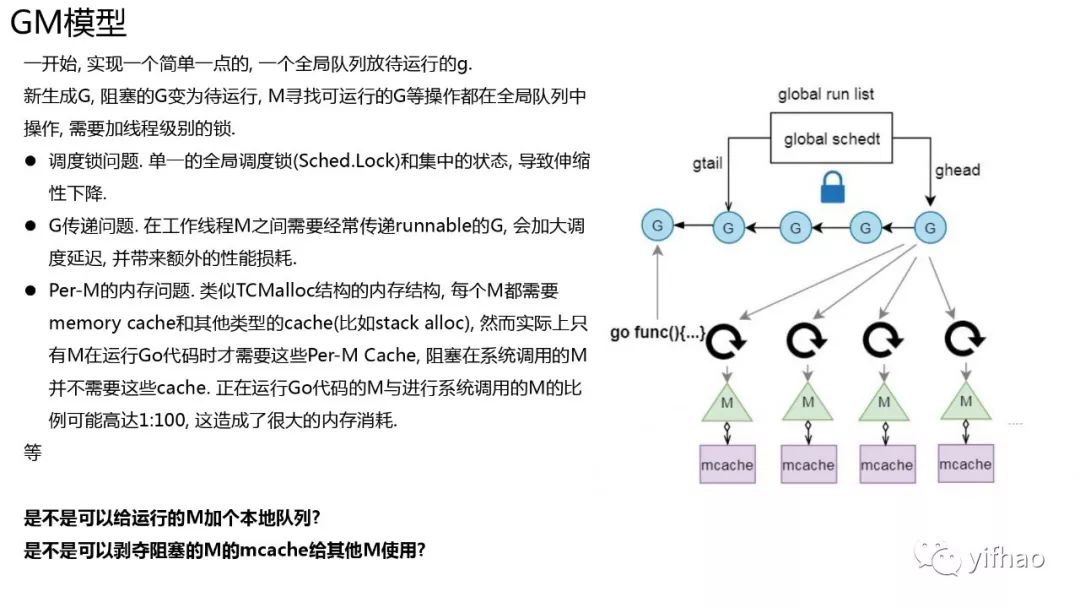 GM模型
一开始, 实现一个简单一点的, 一个全局队列放待运行的g.
新生成G, 阻塞的G变为待运行, M寻找可运行的G等操作都在全局队列中
操作, 需要加线程级别的锁.
● 调度锁问题. 单一的全局调度锁(Sched.Lock)和集中的状态, 导致伸缩
性下降.
● G传递问题. 在工作线程M之间需要经常传递runnable的G, 会加大调
度延迟, 并带来额外的性能损耗.
● Per-M的内存问题. 类似TCMalloc结构的内存结构, 每个M都需要
memory cache和其他类型的cache(比如stack alloc), 然而实际上只
有M在运行Go代码时才需要这些Per-M Cache, 阻塞在系统调用的M
并不需要这些cache. 正在运行Go代码的M与进行系统调用的M的比
例可能高达1:100, 这造成了很大的内存消耗.
等
是不是可以给运行的M加个本地队列?
是不是可以剥夺阻塞的M的mcache给其他M使用?
global run list
global schedt
gtail
ghead
G G G G G
go func(){...}
M M M M
......
mcache mcache mcache mcache
yifhao